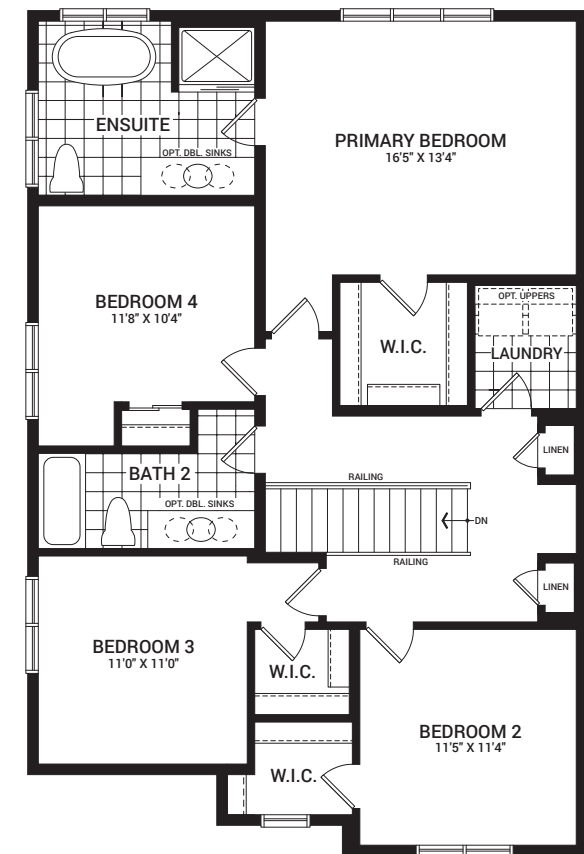 ENSUITE
OPT. DBL. SINKS
PRIMARY BEDROOM
16'5" X 13'4"
BEDROOM 4
11'8" X 10'4"
W.I.C.
OPT. UPPERS
LAUNDRY
LINEN
BATH 2
OPT. DBL. SINKS
RAILING
DN
RAILING
LINEN
BEDROOM 3
11'0" X 11'0"
W.I.C.
BEDROOM 2
11'5" X 11'4"
W.I.C.